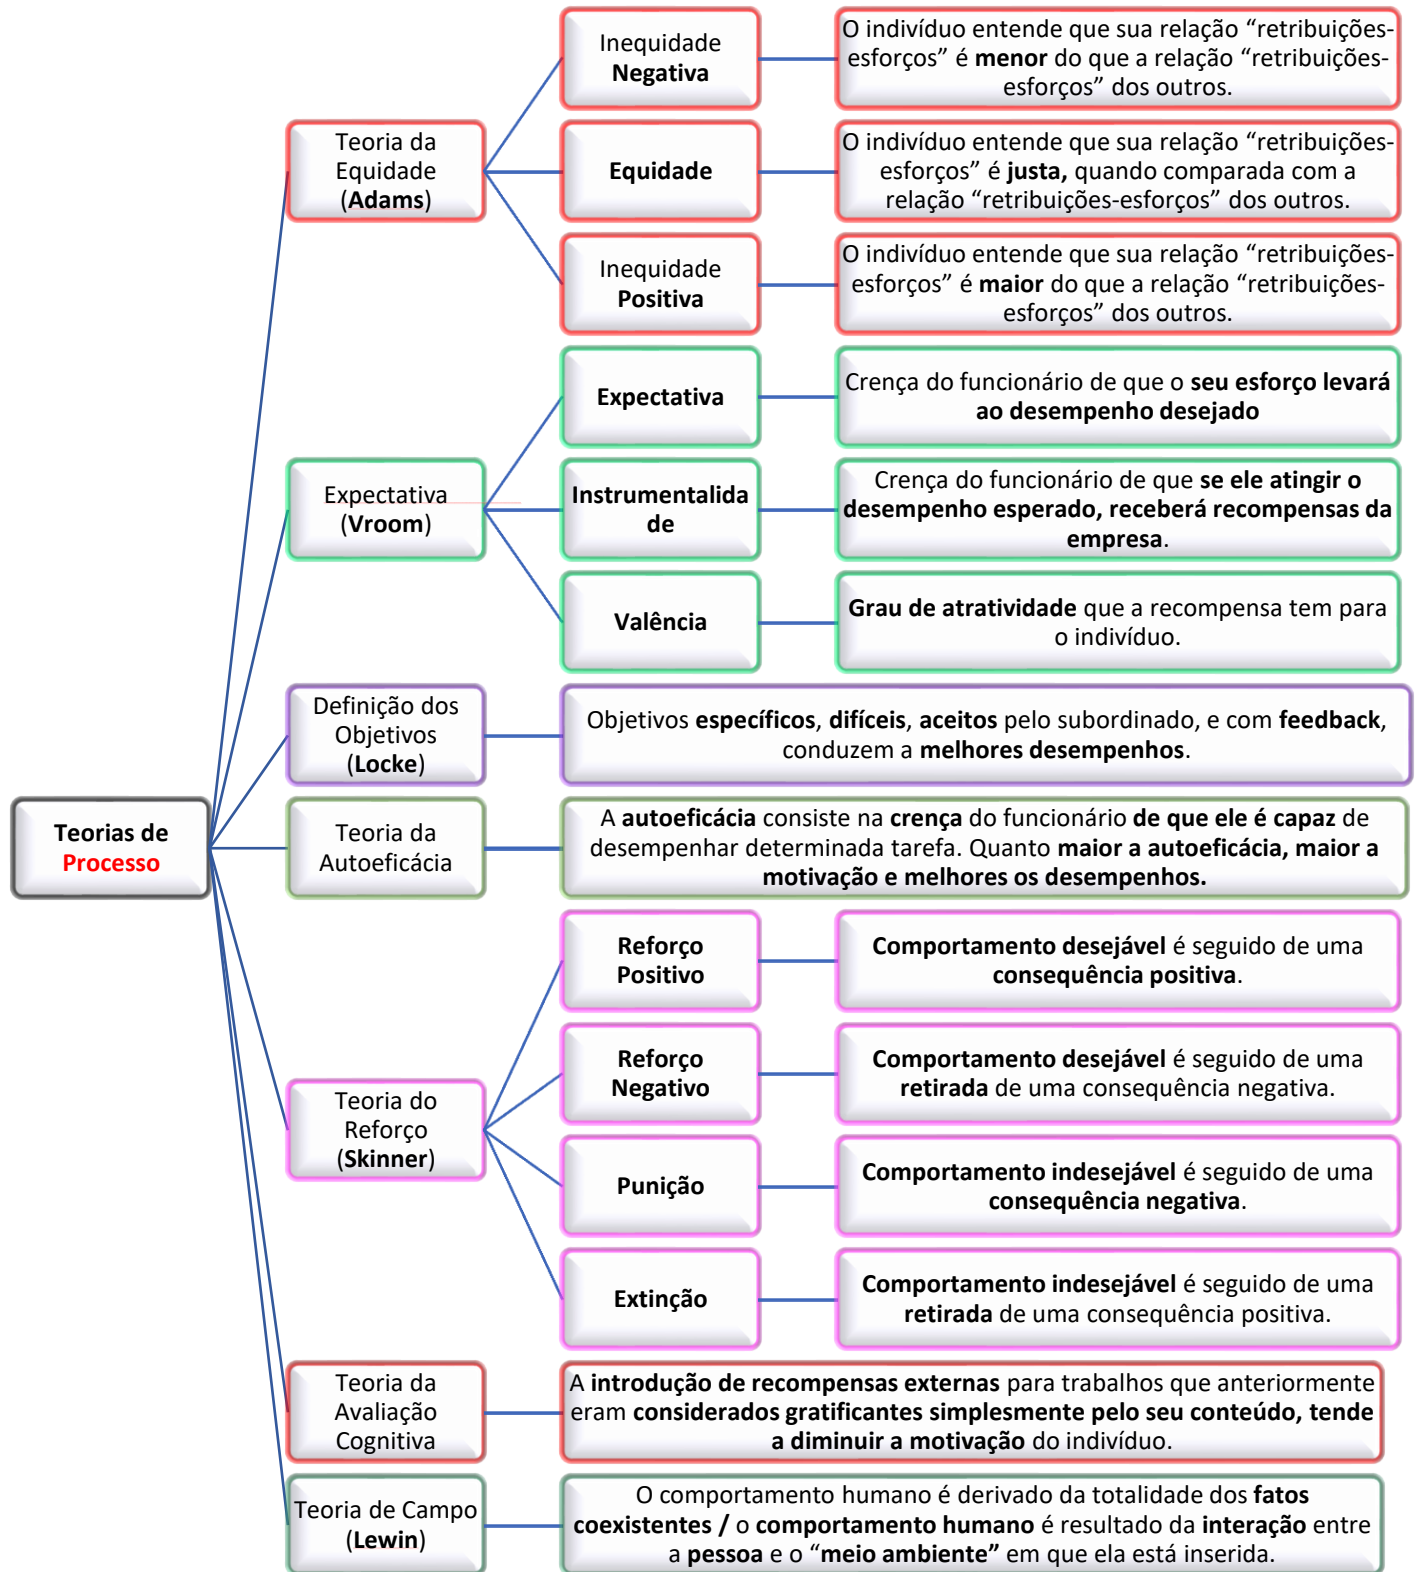 Teorias de
Processo
Teoria da
Equidade
(Adams)
Inequidade
Negativa
O indivíduo entende que sua relação “retribuições-
esforços” é menor do que a relação “retribuições-
esforços” dos outros.
Equidade
O indivíduo entende que sua relação “retribuições-
esforços” é justa, quando comparada com a
relação “retribuições-esforços” dos outros.
Inequidade
Positiva
O indivíduo entende que sua relação “retribuições-
esforços” é maior do que a relação “retribuições-
esforços” dos outros.
Expectativa
(Vroom)
Expectativa
Crença do funcionário de que o seu esforço levará
ao desempenho desejado
Instrumentalida
de
Crença do funcionário de que se ele atingir o
desempenho esperado, receberá recompensas da
empresa.
Valência
Grau de atratividade que a recompensa tem para
o indivíduo.
Definição dos
Objetivos
(Locke)
Objetivos específicos, difíceis, aceitos pelo subordinado, e com feedback,
conduzem a melhores desempenhos.
Teoria da
Autoeficácia
A autoeficácia consiste na crença do funcionário de que ele é capaz de
desempenhar determinada tarefa. Quanto maior a autoeficácia, maior a
motivação e melhores os desempenhos.
Teoria do
Reforço
(Skinner)
Reforço
Positivo
Comportamento desejável é seguido de uma
consequência positiva.
Reforço
Negativo
Comportamento desejável é seguido de uma
retirada de uma consequência negativa.
Punição
Comportamento indesejável é seguido de uma
consequência negativa.
Extinção
Comportamento indesejável é seguido de uma
retirada de uma consequência positiva.
Teoria da
Avaliação
Cognitiva
A introdução de recompensas externas para trabalhos que anteriormente
eram considerados gratificantes simplesmente pelo seu conteúdo, tende
a diminuir a motivação do indivíduo.
Teoria de Campo
(Lewin)
O comportamento humano é derivado da totalidade dos fatos
coexistentes / o comportamento humano é resultado da interação entre
a pessoa e o “meio ambiente” em que ela está inserida.